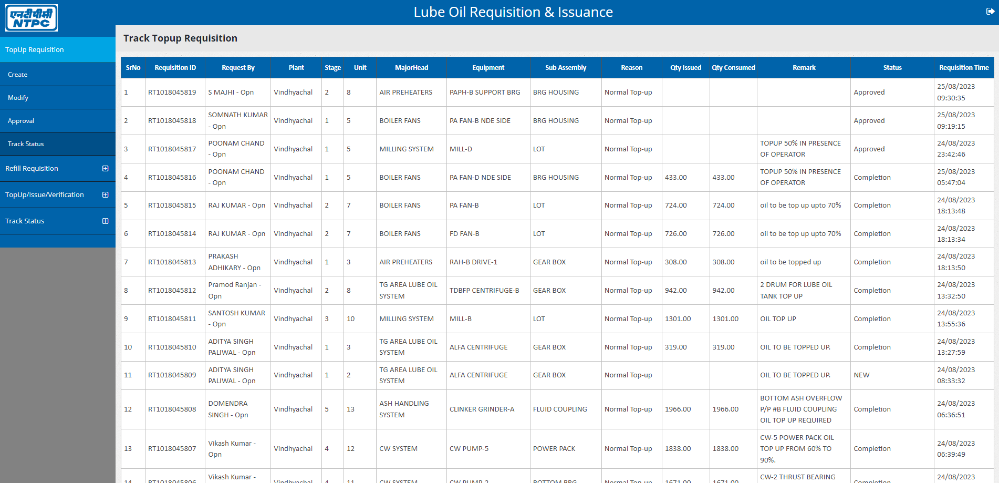 एनटीपीसी
NTPC
Lube Oil Requisition & Issuance
TopUp Requisition
Create
Modify
Approval
Track Status
Refill Requisition
TopUp/Issue/Verification
Track Status
Track Topup Requisition
SrNo Requisition ID Request By Plant Stage Unit MajorHead Equipment Sub Assembly Reason Qty Issued Qty Consumed Remark Status Requisition Time
1 RT1018045819 S MAJHI - Opn Vindhyachal 2 8 AIR PREHEATERS PAPH-B SUPPORT BRG BRG HOUSING Normal Top-up Approved 25/08/2023
09:30:35
2 RT1018045818 SOMNATH KUMAR
- Opn Vindhyachal 1 5 BOILER FANS PA FAN-B NDE SIDE BRG HOUSING Normal Top-up Approved 25/08/2023
09:19:15
3 RT1018045817 POONAM CHAND
- Opn Vindhyachal 1 5 MILLING SYSTEM MILL-D LOT Normal Top-up TOPUP 50% IN PRESENCE
OF OPERATOR Approved 24/08/2023
23:42:46
4 RT1018045816 POONAM CHAND
- Opn Vindhyachal 1 5 BOILER FANS PA FAN-D NDE SIDE BRG HOUSING Normal Top-up 433.00 433.00 TOPUP 50% IN PRESENCE
OF OPERATOR Completion 25/08/2023
05:47:04
5 RT1018045815 RAJ KUMAR - Opn Vindhyachal 2 7 BOILER FANS PA FAN-B LOT Normal Top-up 724.00 724.00 oil to be top up upto 70% Completion 24/08/2023
18:13:48
6 RT1018045814 RAJ KUMAR - Opn Vindhyachal 2 7 BOILER FANS FD FAN-B LOT Normal Top-up 726.00 726.00 oil to be top up upto 70% Completion 24/08/2023
18:13:34
7 RT1018045813 PRAKASH
ADHIKARY - Opn Vindhyachal 1 3 AIR PREHEATERS RAH-B DRIVE-1 GEAR BOX Normal Top-up 308.00 308.00 oil to be topped up Completion 24/08/2023
18:13:50
8 RT1018045812 Pramod Ranjan -
Opn Vindhyachal 2 8 TG AREA LUBE OIL
SYSTEM TDBFP CENTRIFUGE-B GEAR BOX Normal Top-up 942.00 942.00 2 DRUM FOR LUBE OIL
TANK TOP UP Completion 24/08/2023
13:32:50
9 RT1018045811 SANTOSH KUMAR
- Opn Vindhyachal 3 10 MILLING SYSTEM MILL-B LOT Normal Top-up 1301.00 1301.00 OIL TOP UP Completion 24/08/2023
13:55:36
10 RT1018045810 ADITYA SINGH
PALIWAL - Opn Vindhyachal 1 3 TG AREA LUBE OIL
SYSTEM ALFA CENTRIFUGE GEAR BOX Normal Top-up 319.00 319.00 OIL TO BE TOPPED UP. Completion 24/08/2023
13:27:59
11 RT1018045809 ADITYA SINGH
PALIWAL - Opn Vindhyachal 1 2 TG AREA LUBE OIL
SYSTEM ALFA CENTRIFUGE GEAR BOX Normal Top-up OIL TO BE TOPPED UP. NEW 24/08/2023
08:33:32
12 RT1018045808 DOMENDRA
SINGH - Opn Vindhyachal 5 13 ASH HANDLING
SYSTEM CLINKER GRINDER-A FLUID COUPLING Normal Top-up 1966.00 1966.00 BOTTOM ASH OVERFLOW
P/P #B FLUID COUPLING
OIL TOP UP REQUIRED Completion 24/08/2023
06:36:51
13 RT1018045807 Vikash Kumar -
Opn Vindhyachal 4 12 CW SYSTEM CW PUMP-5 POWER PACK Normal Top-up 1838.00 1838.00 CW-5 POWER PACK OIL
TOP UP FROM 60% TO
90%. Completion 24/08/2023
06:39:49
14 RT1018045806 Vikash Kumar - Vindhyachal 4 11 CW SYSTEM CW PUMP-2 BOTTOM BRG Normal Top-up 1671.00 1671.00 CW-2 THRUST BEARING Completion 24/08/2023